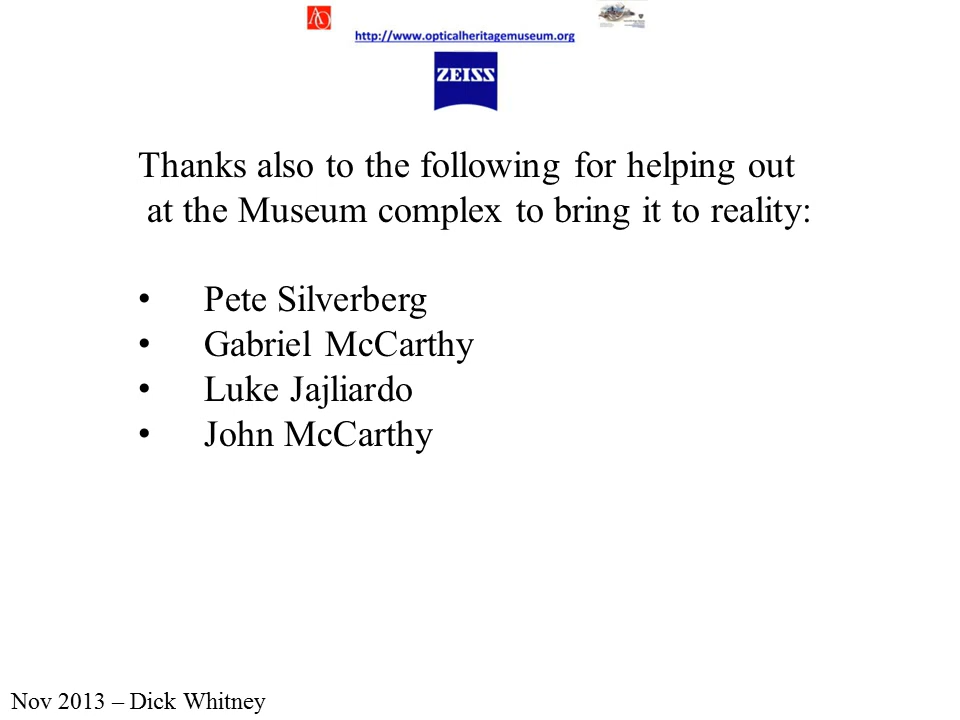 AO
http://www.opticalheritagemuseum.org
ZEISS
Thanks also to the following for helping out
at the Museum complex to bring it to reality:
• Pete Silverberg
• Gabriel McCarthy
• Luke Jajliardo
• John McCarthy
Nov 2013 – Dick Whitney